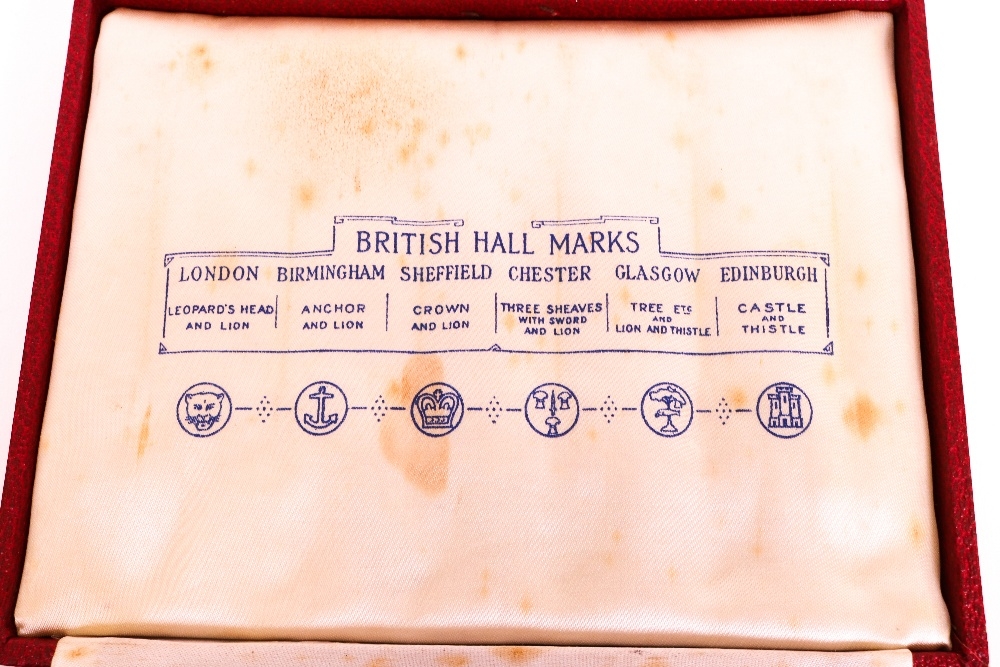 BRITISH HALL MARKS
LONDON BIRMINGHAM SHEFFIELD CHESTER GLASGOW EDINBURGH
LEOPARD'S HEAD
AND LION
ANCHOR
AND LION
CROWN
AND LION
THREE SHEAVES
WITH SWORD
AND LION
TREE ETC
AND
LION AND THISTLE
CASTLE
AND
THISTLE